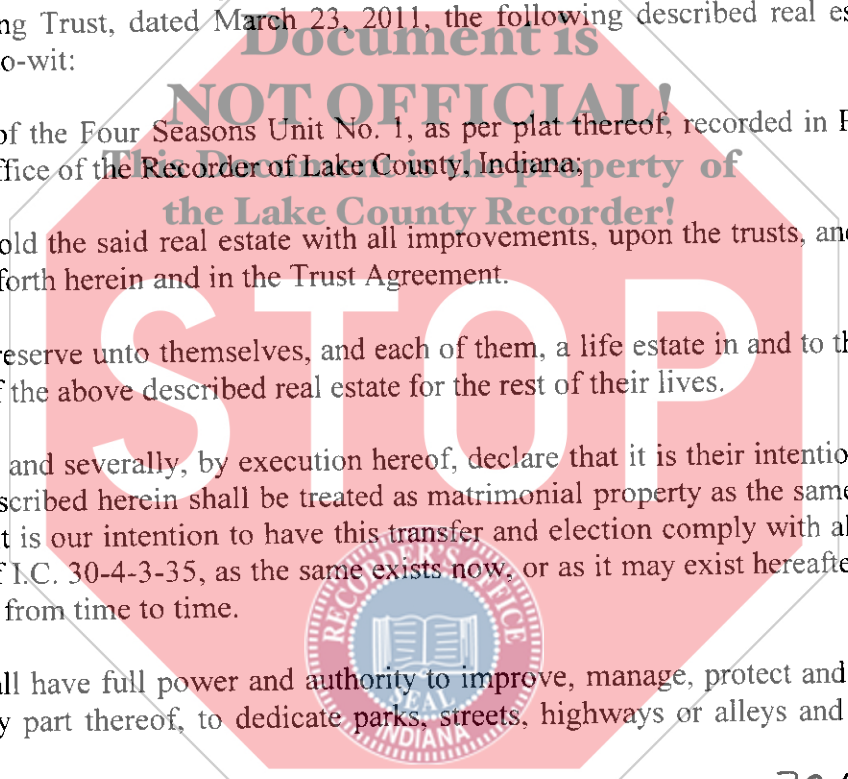 ng Trust, dated March 23, 2011, the following described real es
o-wit:
Document is
NOT OFFICIAL!
of the Four Seasons Unit No. 1, as per plat thereof, recorded in P
ffice of the Recorder of Lake County, Indiana;
This Document is the property of
the Lake County Recorder!
old the said real estate with all improvements, upon the trusts, and
forth herein and in the Trust Agreement.
STOP
reserve unto themselves, and each of them, a life estate in and to th
f the above described real estate for the rest of their lives.
and severally, by execution hereof, declare that it is their intentio
scribed herein shall be treated as matrimonial property as the same
t is our intention to have this transfer and election comply with al
f I.C. 30-4-3-35, as the same exists now, or as it may exist hereafte
from time to time.
RECORDER'S OFFICE
SEAL
INDIANA
all have full power and authority to improve, manage, protect and
y part thereof, to dedicate parks, streets, highways or alleys and